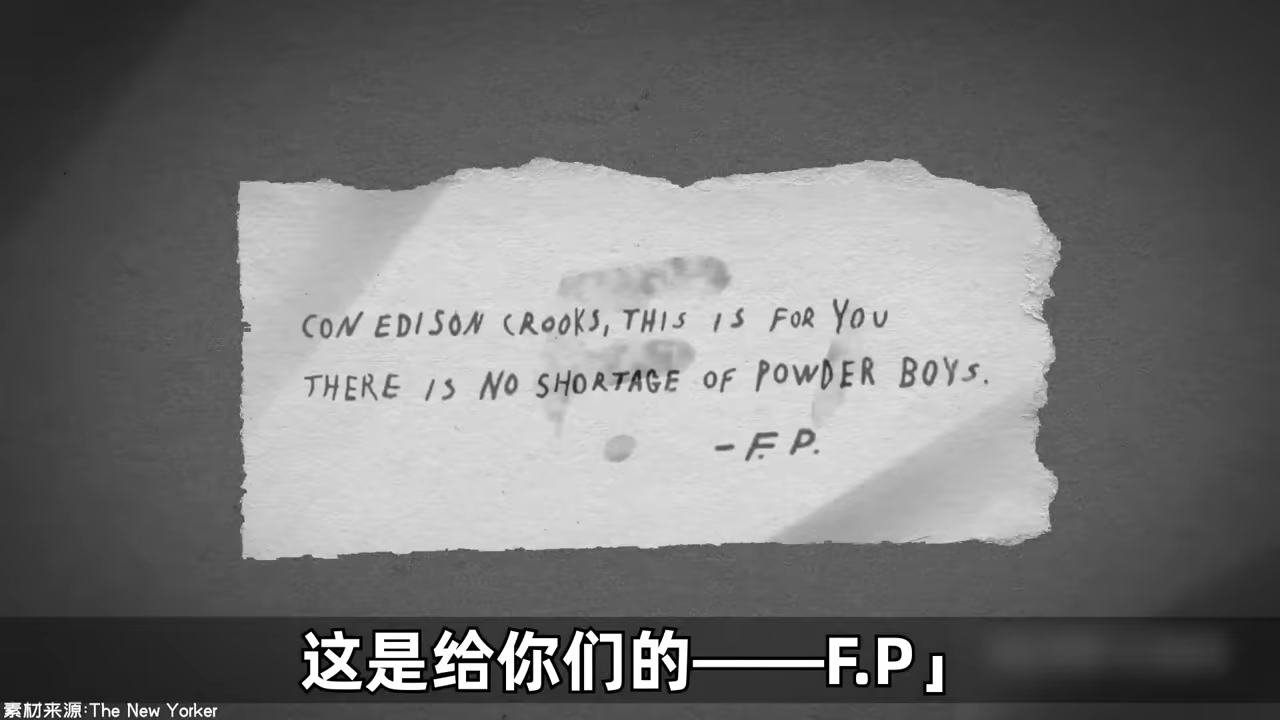 CON EDISON CROOKS, THIS IS FOR YOU
THERE IS NO SHORTAGE OF POWDER BOYS.
-F. P.
这是给你们的——F.P」
素材来源:The New Yorker